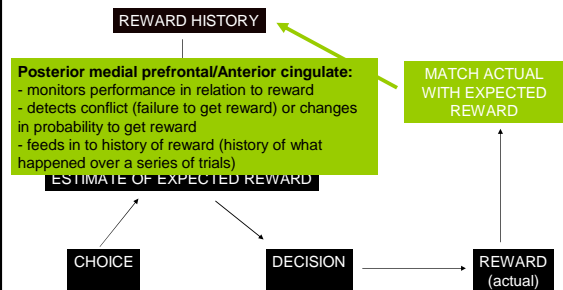 REWARD HISTORY
Posterior medial prefrontal/Anterior cingulate:
- monitors performance in relation to reward
- detects conflict (failure to get reward) or changes
in probability to get reward
- feeds in to history of reward (history of what
happened over a series of trials)
MATCH ACTUAL
WITH EXPECTED
REWARD
ESTIMATE OF EXPECTED REWARD
CHOICE
DECISION
REWARD
(actual)